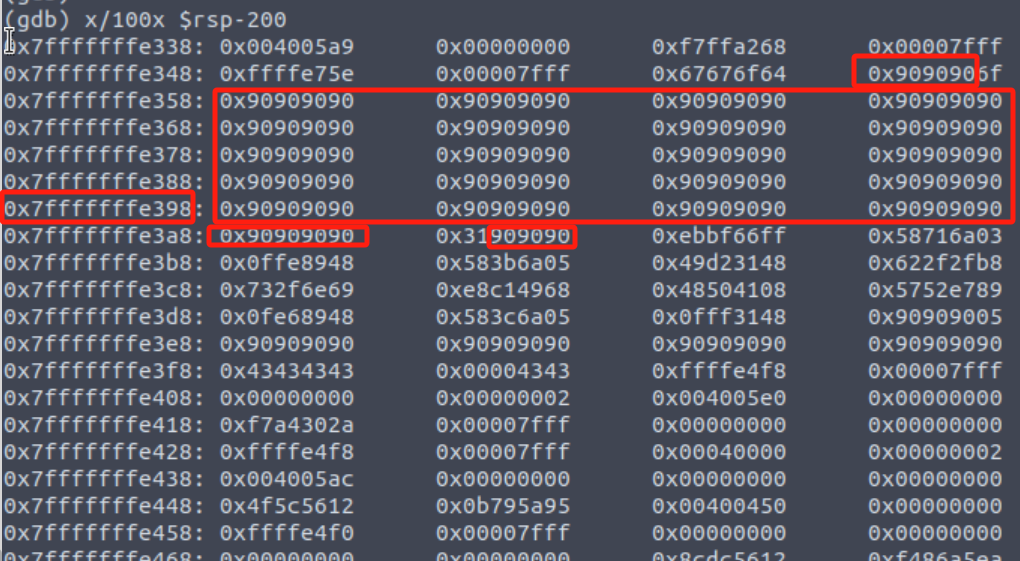 (gdb) x/100x $rsp-200
0x7fffffffe338: 0x004005a9 0x00000000 0xf7ffa268 0x00007fff
0x7fffffffe348: 0xffffe75e 0x00007fff 0x67676f64 0x9090906f
0x7fffffffe358: 0x90909090 0x90909090 0x90909090 0x90909090
0x7fffffffe368: 0x90909090 0x90909090 0x90909090 0x90909090
0x7fffffffe378: 0x90909090 0x90909090 0x90909090 0x90909090
0x7fffffffe388: 0x90909090 0x90909090 0x90909090 0x90909090
0x7fffffffe398: 0x90909090 0x90909090 0x90909090 0x90909090
0x7fffffffe3a8: 0x90909090 0x31909090 0xebbf66ff 0x58716a03
0x7fffffffe3b8: 0x0ffe8948 0x583b6a05 0x49d23148 0x622f2fb8
0x7fffffffe3c8: 0x732f6e69 0xe8c14968 0x48504108 0x5752e789
0x7fffffffe3d8: 0x0fe68948 0x583c6a05 0x0fff3148 0x90909005
0x7fffffffe3e8: 0x90909090 0x90909090 0x90909090 0x90909090
0x7fffffffe3f8: 0x43434343 0x00004343 0xffffe4f8 0x00007fff
0x7fffffffe408: 0x00000000 0x00000002 0x004005e0 0x00000000
0x7fffffffe418: 0xf7a4302a 0x00007fff 0x00000000 0x00000000
0x7fffffffe428: 0xffffe4f8 0x00007fff 0x00040000 0x00000002
0x7fffffffe438: 0x004005ac 0x00000000 0x00000000 0x00000000
0x7fffffffe448: 0x4f5c5612 0x0b795a95 0x00400450 0x00000000
0x7fffffffe458: 0xffffe4f0 0x00007fff 0x00000000 0x00000000
0x7fffffffe468: 0x00000000 0x00000000 0x8cdc5612 0xf486a5ea